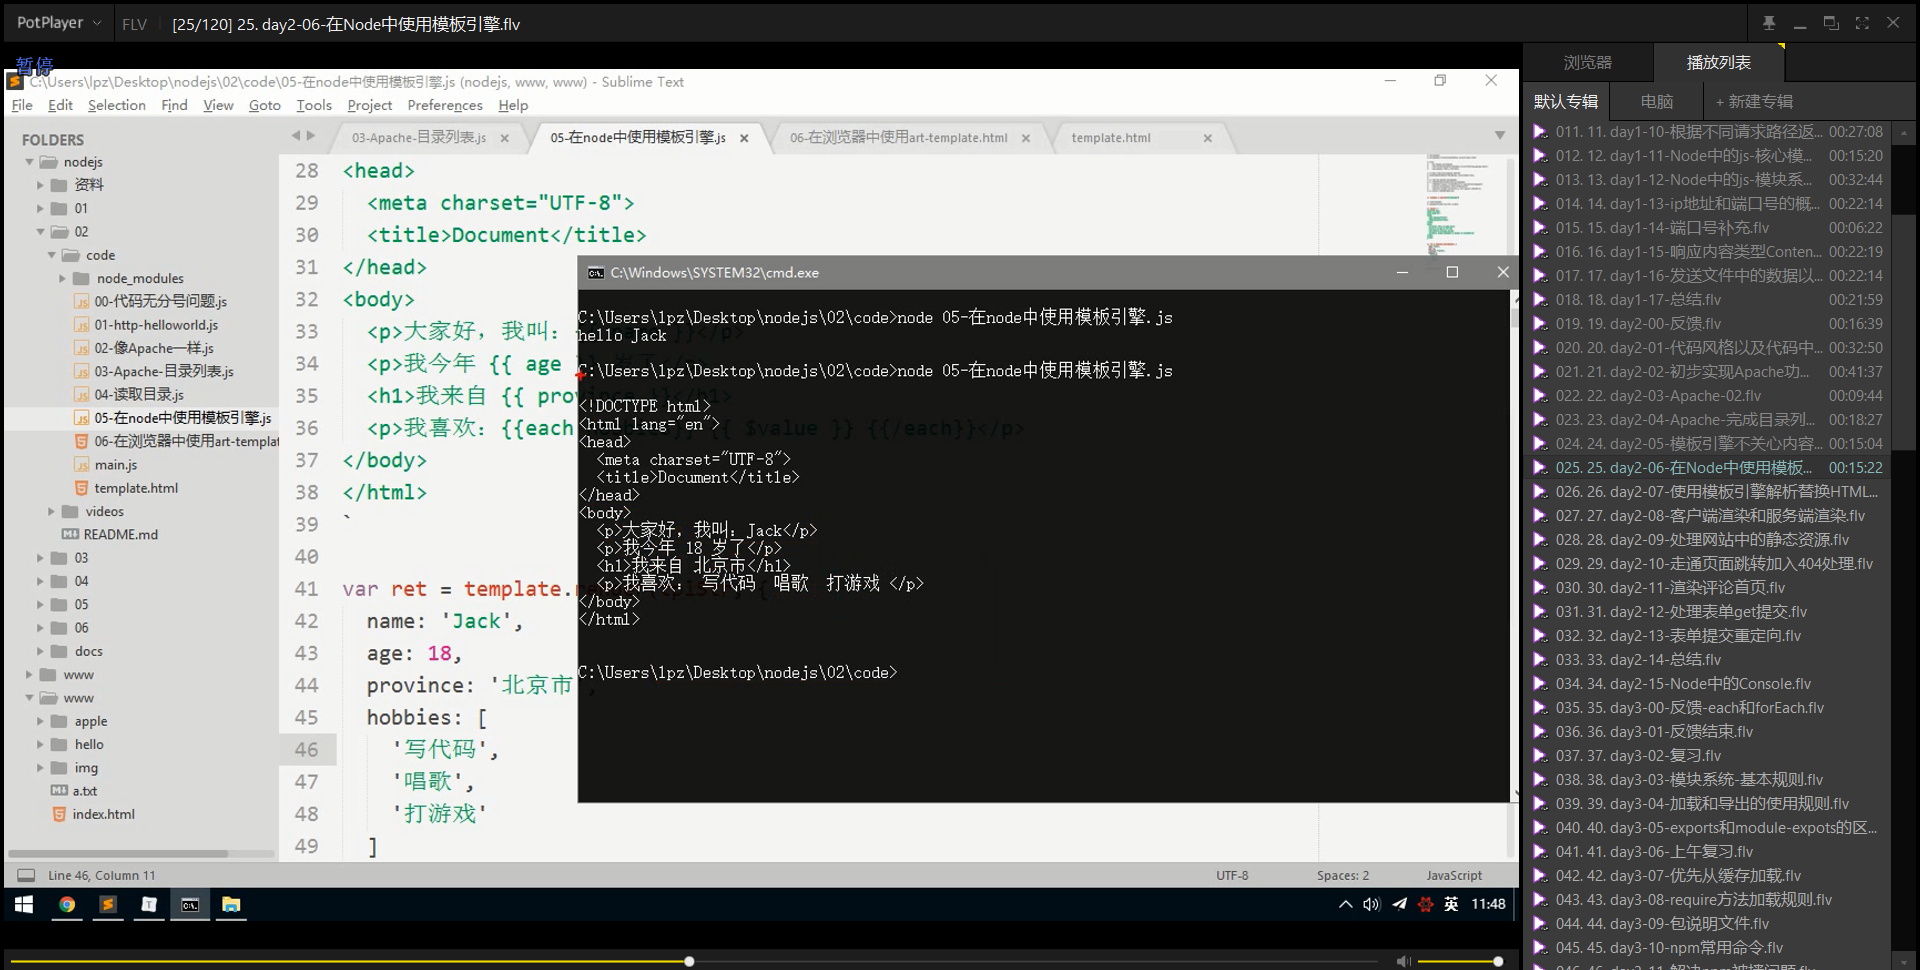 PotPlayer
FLV
[25/120] 25. day2-06-在Node中使用模板引擎.flv
暂停
C:\Users\lpz\Desktop\nodejs\02\code\05-在node中使用模板引擎.js (nodejs, www, www) - Sublime Text
File Edit Selection Find View Goto Tools Project Preferences Help
FOLDERS
nodejs
资料
01
02
code
node_modules
00-代码无分号问题.js
01-http-helloworld.js
02-像Apache一样.js
03-Apache-目录列表.js
04-读取目录.js
05-在node中使用模板引擎.js
06-在浏览器中使用art-templat
main.js
template.html
videos
README.md
03
04
05
06
docs
www
www
apple
hello
img
a.txt
index.html
03-Apache-目录列表.js
05-在node中使用模板引擎.js
06-在浏览器中使用art-template.html
template.html
28 <head>
29 <meta charset="UTF-8">
30 <title>Document</title>
31 </head>
32 <body>
33 <p>大家好，我叫：
34 <p>我今年 {{ age
35 <h1>我来自 {{ prov
36 <p>我喜欢：{{each
{{ $value }} {{/each}}</p>
37 </body>
38 </html>
39 `
40
41 var ret = template.
42 name: 'Jack',
43 age: 18,
44 province: '北京市',
45 hobbies: [
46 '写代码',
47 '唱歌',
48 '打游戏'
49 ]
C:\Windows\SYSTEM32\cmd.exe
C:\Users\lpz\Desktop\nodejs\02\code>node 05-在node中使用模板引擎.js
hello Jack
C:\Users\lpz\Desktop\nodejs\02\code>node 05-在node中使用模板引擎.js
<!DOCTYPE html>
<html lang="en">
<head>
<meta charset="UTF-8">
<title>Document</title>
</head>
<body>
<p>大家好，我叫：Jack</p>
<p>我今年 18 岁了</p>
<h1>我来自 北京市</h1>
<p>我喜欢： 写代码 唱歌 打游戏 </p>
</body>
</html>
C:\Users\lpz\Desktop\nodejs\02\code>
Line 46, Column 11
UTF-8
Spaces: 2
JavaScript
英
11:48
浏览器
播放列表
默认专辑
电脑
+ 新建专辑
011. 11. day1-10-根据不同请求路径返... 00:27:08
012. 12. day1-11-Node中的js-核心模... 00:15:20
013. 13. day1-12-Node中的js-模块系... 00:32:44
014. 14. day1-13-ip地址和端口号的概... 00:22:14
015. 15. day1-14-端口号补充.flv 00:06:22
016. 16. day1-15-响应内容类型Conten... 00:22:19
017. 17. day1-16-发送文件中的数据以... 00:22:14
018. 18. day1-17-总结.flv 00:21:59
019. 19. day2-00-反馈.flv 00:16:39
020. 20. day2-01-代码风格以及代码中... 00:32:50
021. 21. day2-02-初步实现Apache功... 00:41:37
022. 22. day2-03-Apache-02.flv 00:09:44
023. 23. day2-04-Apache-完成目录列... 00:18:27
024. 24. day2-05-模板引擎不关心内容... 00:15:04
025. 25. day2-06-在Node中使用模板... 00:15:22
026. 26. day2-07-使用模板引擎解析替换HTML...
027. 27. day2-08-客户端渲染和服务端渲染.flv
028. 28. day2-09-处理网站中的静态资源.flv
029. 29. day2-10-走通页面跳转加入404处理.flv
030. 30. day2-11-渲染评论首页.flv
031. 31. day2-12-处理表单get提交.flv
032. 32. day2-13-表单提交重定向.flv
033. 33. day2-14-总结.flv
034. 34. day2-15-Node中的Console.flv
035. 35. day3-00-反馈-each和forEach.flv
036. 36. day3-01-反馈结束.flv
037. 37. day3-02-复习.flv
038. 38. day3-03-模块系统-基本规则.flv
039. 39. day3-04-加载和导出的使用规则.flv
040. 40. day3-05-exports和module-expots的区...
041. 41. day3-06-上午复习.flv
042. 42. day3-07-优先从缓存加载.flv
043. 43. day3-08-require方法加载规则.flv
044. 44. day3-09-包说明文件.flv
045. 45. day3-10-npm常用命令.flv